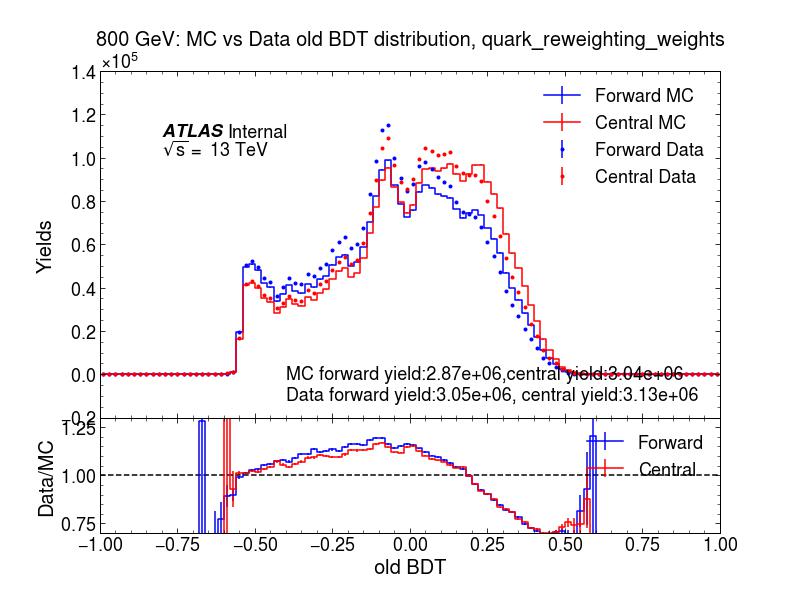 800 GeV: MC vs Data old BDT distribution, quark_reweighting_weights
×10⁵
1.4
1.2
1.0
0.8
0.6
0.4
0.2
0.0
0.2
Yields
ATLAS Internal
√s = 13 TeV
Forward MC
Central MC
Forward Data
Central Data
MC forward yield:2.87e+06,central yield:3.04e+06
Data forward yield:3.05e+06, central yield:3.13e+06
1.25
1.00
0.75
Data/MC
Forward
Central
−1.00 −0.75 −0.50 −0.25 0.00 0.25 0.50 0.75 1.00
old BDT